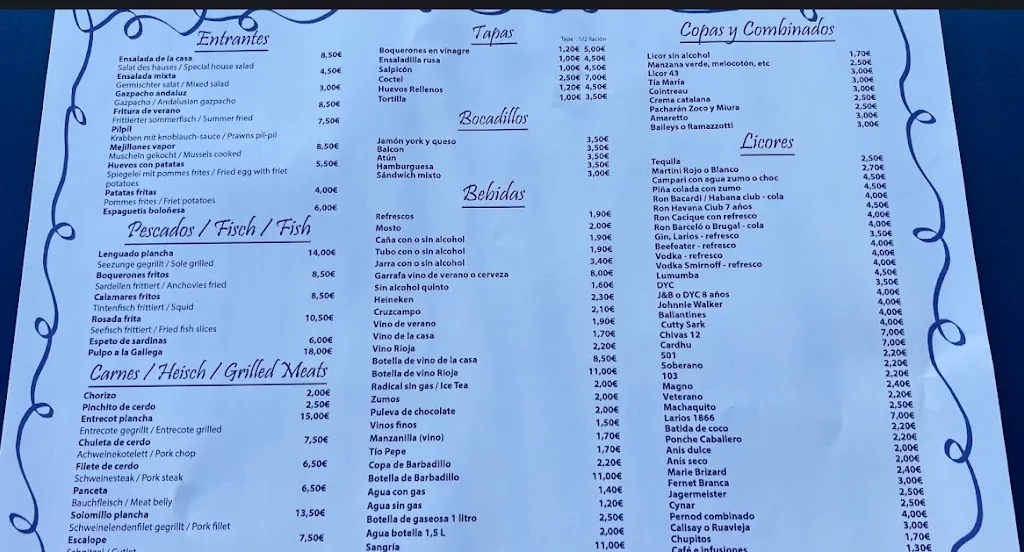 Entrantes
Ensalada de la casa 8,50€
Salat des hauses / Special house salad
Ensalada mixta 4,50€
Germischter salat / Mixed salad
Gazpacho andaluz 3,00€
Gazpacho / Andalusian gazpacho
Fritura de verano 8,50€
Frittierter sommerfisch / Summer fried
Pilpil 7,50€
Krabben mit knoblauch-sauce / Prawns pil-pil
Mejillones vapor 8,50€
Muscheln gekocht / Mussels cooked
Huevos con patatas 5,50€
Spiegelei mit pommes frites / Fried egg with friet
potatoes
Patatas fritas 4,00€
Pommes frites / Friet potatoes
Espaguetis boloñesa 6,00€
Pescados / Fisch / Fish
Lenguado plancha 14,00€
Seezunge gegrillt / Sole grilled
Boquerones fritos 8,50€
Sardellen frittiert / Anchovies fried
Calamares fritos 8,50€
Tintenfisch frittiert / Squid
Rosada frita 10,50€
Seefisch frittiert / Fried fish slices
Espeto de sardinas 6,00€
Pulpo a la Gallega 18,00€
Carnes / Heisch / Grilled Meats
Chorizo 2,00€
Pinchito de cerdo 2,50€
Entrecot plancha 15,00€
Entrecote gegrillt / Entrecote grilled
Chuleta de cerdo 7,50€
Achweinekotelett / Pork chop
Filete de cerdo 6,50€
Schweinesteak / Pork steak
Panceta 6,50€
Bauchfleisch / Meat belly
Solomillo plancha 13,50€
Schweinelendenfilet gegrillt / Pork fillet
Escalope 7,50€
Schnitzel / Cutlet
Tapas
Tapa 1/2 Ración
Boquerones en vinagre 1,20€ 5,00€
Ensaladilla rusa 1,00€ 4,50€
Salpicón 1,00€ 4,50€
Coctel 2,50€ 7,00€
Huevos Rellenos 1,20€ 4,50€
Tortilla 1,00€ 3,50€
Bocadillos
Jamón york y queso 3,50€
Balcon 3,50€
Atún 3,50€
Hamburguesa 3,50€
Sándwich mixto 3,00€
Bebidas
Refrescos 1,90€
Mosto 2,00€
Caña con o sin alcohol 1,90€
Tubo con o sin alcohol 1,90€
Jarra con o sin alcohol 3,40€
Garrafa vino de verano o cerveza 8,00€
Sin alcohol quinto 1,60€
Heineken 2,30€
Cruzcampo 2,10€
Vino de verano 1,90€
Vino de la casa 1,70€
Vino Rioja 2,20€
Botella de vino de la casa 8,50€
Botella de vino Rioja 11,00€
Radical sin gas / Ice Tea 2,00€
Zumos 2,00€
Puleva de chocolate 2,00€
Vinos finos 1,50€
Manzanilla (vino) 1,70€
Tío Pepe 1,70€
Copa de Barbadillo 2,20€
Botella de Barbadillo 11,00€
Agua con gas 1,40€
Agua sin gas 1,20€
Botella de gaseosa 1 litro 2,50€
Agua botella 1,5 L 2,00€
Sangría 11,00€
Copas y Combinados
Licor sin alcohol 1,70€
Manzana verde, melocotón, etc 2,50€
Licor 43 3,00€
Tía María 3,00€
Cointreau 3,00€
Crema catalana 2,50€
Pacharán Zoco y Miura 2,50€
Amaretto 3,00€
Baileys o Ramazzotti 3,00€
Licores
Tequila 2,50€
Martini Rojo o Blanco 2,70€
Campari con agua zumo o choc 4,50€
Piña colada con zumo 4,50€
Ron Bacardi / Habana club - cola 4,00€
Ron Havana Club 7 años 4,50€
Ron Cacique con refresco 4,00€
Ron Barceló o Brugal - cola 4,00€
Gin, Larios - refresco 3,50€
Beefeater - refresco 4,00€
Vodka - refresco 4,00€
Vodka Smirnoff - refresco 4,00€
Lumumba 4,50€
DYC 3,50€
J&B o DYC 8 años 4,00€
Johnnie Walker 4,00€
Ballantines 4,00€
Cutty Sark 4,00€
Chivas 12 7,00€
Cardhu 7,00€
501 2,20€
Soberano 2,20€
103 2,20€
Magno 2,40€
Veterano 2,20€
Machaquito 2,50€
Larios 1866 7,00€
Batida de coco 2,20€
Ponche Caballero 2,20€
Anís dulce 2,00€
Anís seco 2,00€
Marie Brizard 2,40€
Fernet Branca 3,00€
Jagermeister 2,50€
Cynar 2,50€
Pernod combinado 4,00€
Calisay o Ruavieja 3,00€
Chupitos 1,70€
Café e infusiones 1,30€